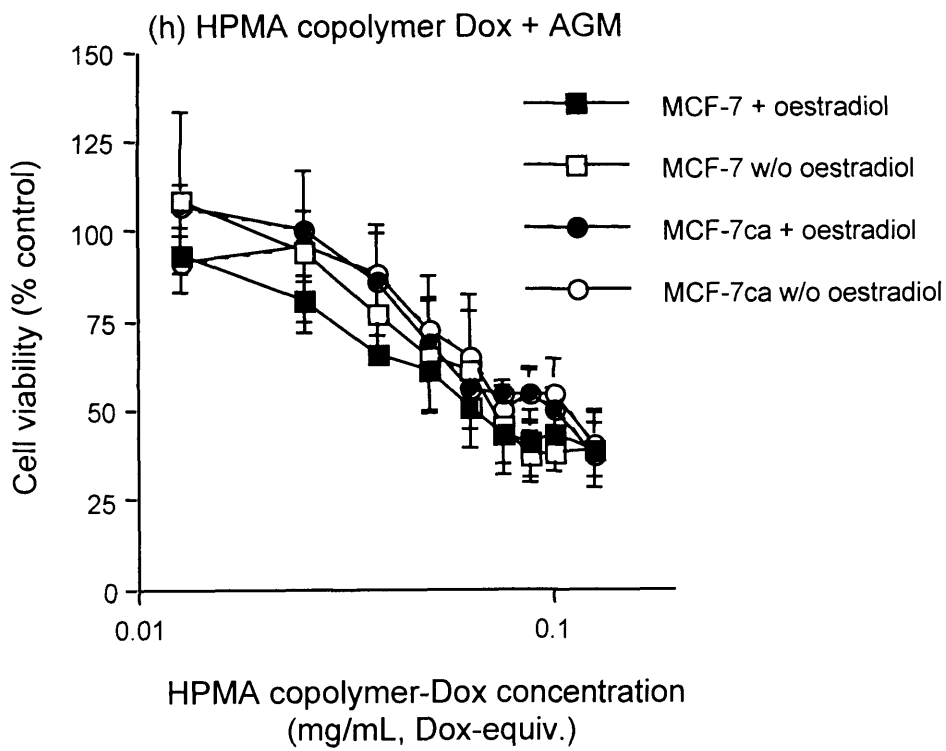 (h) HPMA copolymer Dox + AGM
150
125
100
75
50
25
0
Cell viability (% control)
MCF-7 + oestradiol
MCF-7 w/o oestradiol
MCF-7ca + oestradiol
MCF-7ca w/o oestradiol
0.01
0.1
HPMA copolymer-Dox concentration
(mg/mL, Dox-equiv.)